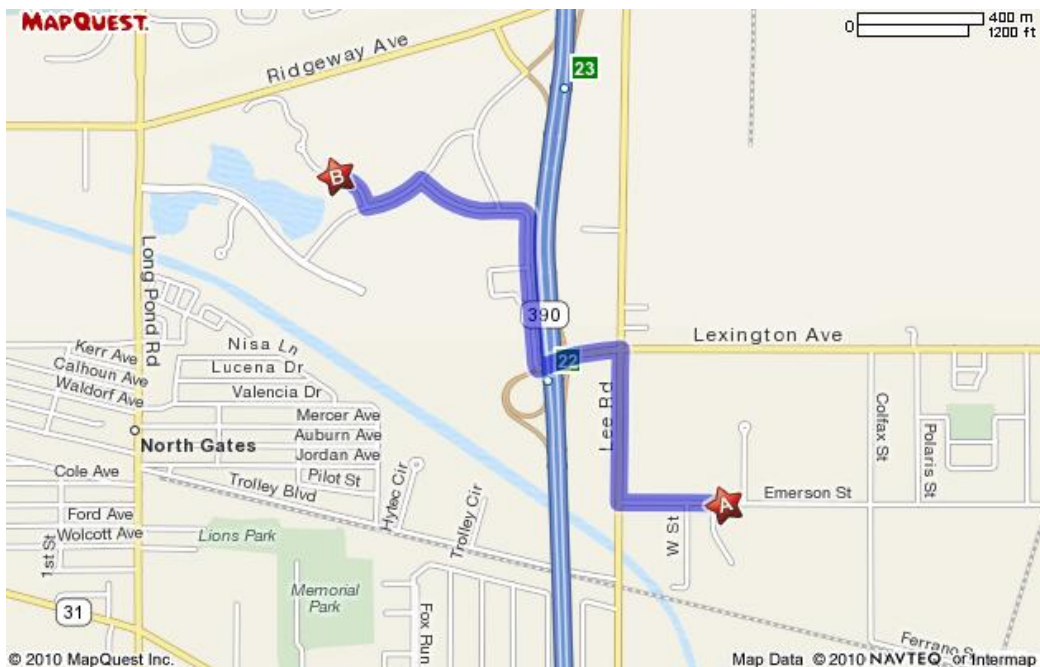 MAPQUEST.
400 m
0
1200 ft
Ridgeway Ave
23
B
Long Pond Rd
390
Lexington Ave
22
Nisa Ln
Kerr Ave
Lucena Dr
Calhoun Ave
Waldorf Ave
Valencia Dr
Lee Rd
Colfax St
Polaris St
Mercer Ave
Auburn Ave
North Gates
Jordan Ave
Cole Ave
Pilot St
Trolley Blvd
Hytec Cir
Trolley Cir
A
Emerson St
W St
Ford Ave
Wolcott Ave
Lions Park
1st St
Memorial
Park
31
Fox Run
Ferrano S
© 2010 MapQuest Inc.
Map Data © 2010 NAVTEQ or Intermap